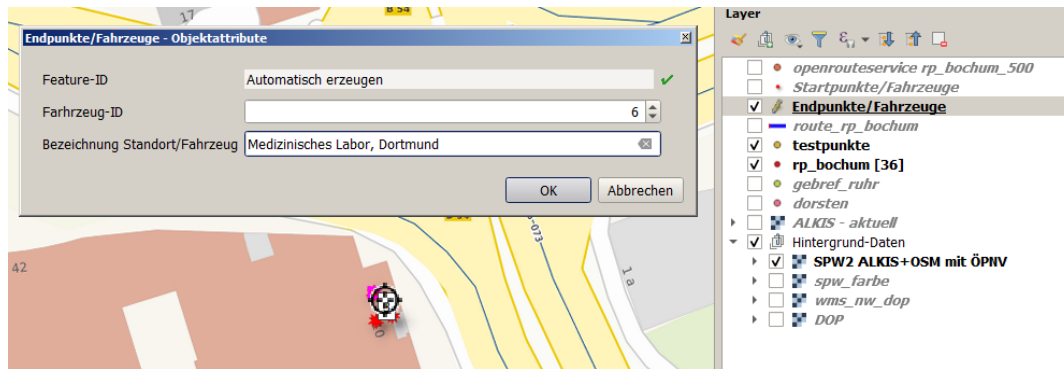 17
B 54
Endpunkte/Fahrzeuge - Objektattribute
Feature-ID
Automatisch erzeugen
Farhrzeug-ID
6
Bezeichnung Standort/Fahrzeug
Medizinisches Labor, Dortmund
OK
Abbrechen
42
1 a
Layer
openrouteservice rp_bochum_500
Startpunkte/Fahrzeuge
Endpunkte/Fahrzeuge
route_rp_bochum
testpunkte
rp_bochum [36]
gebref_ruhr
dorsten
ALKIS - aktuell
Hintergrund-Daten
SPW2 ALKIS+OSM mit ÖPNV
spw_farbe
wms_nw_dop
DOP